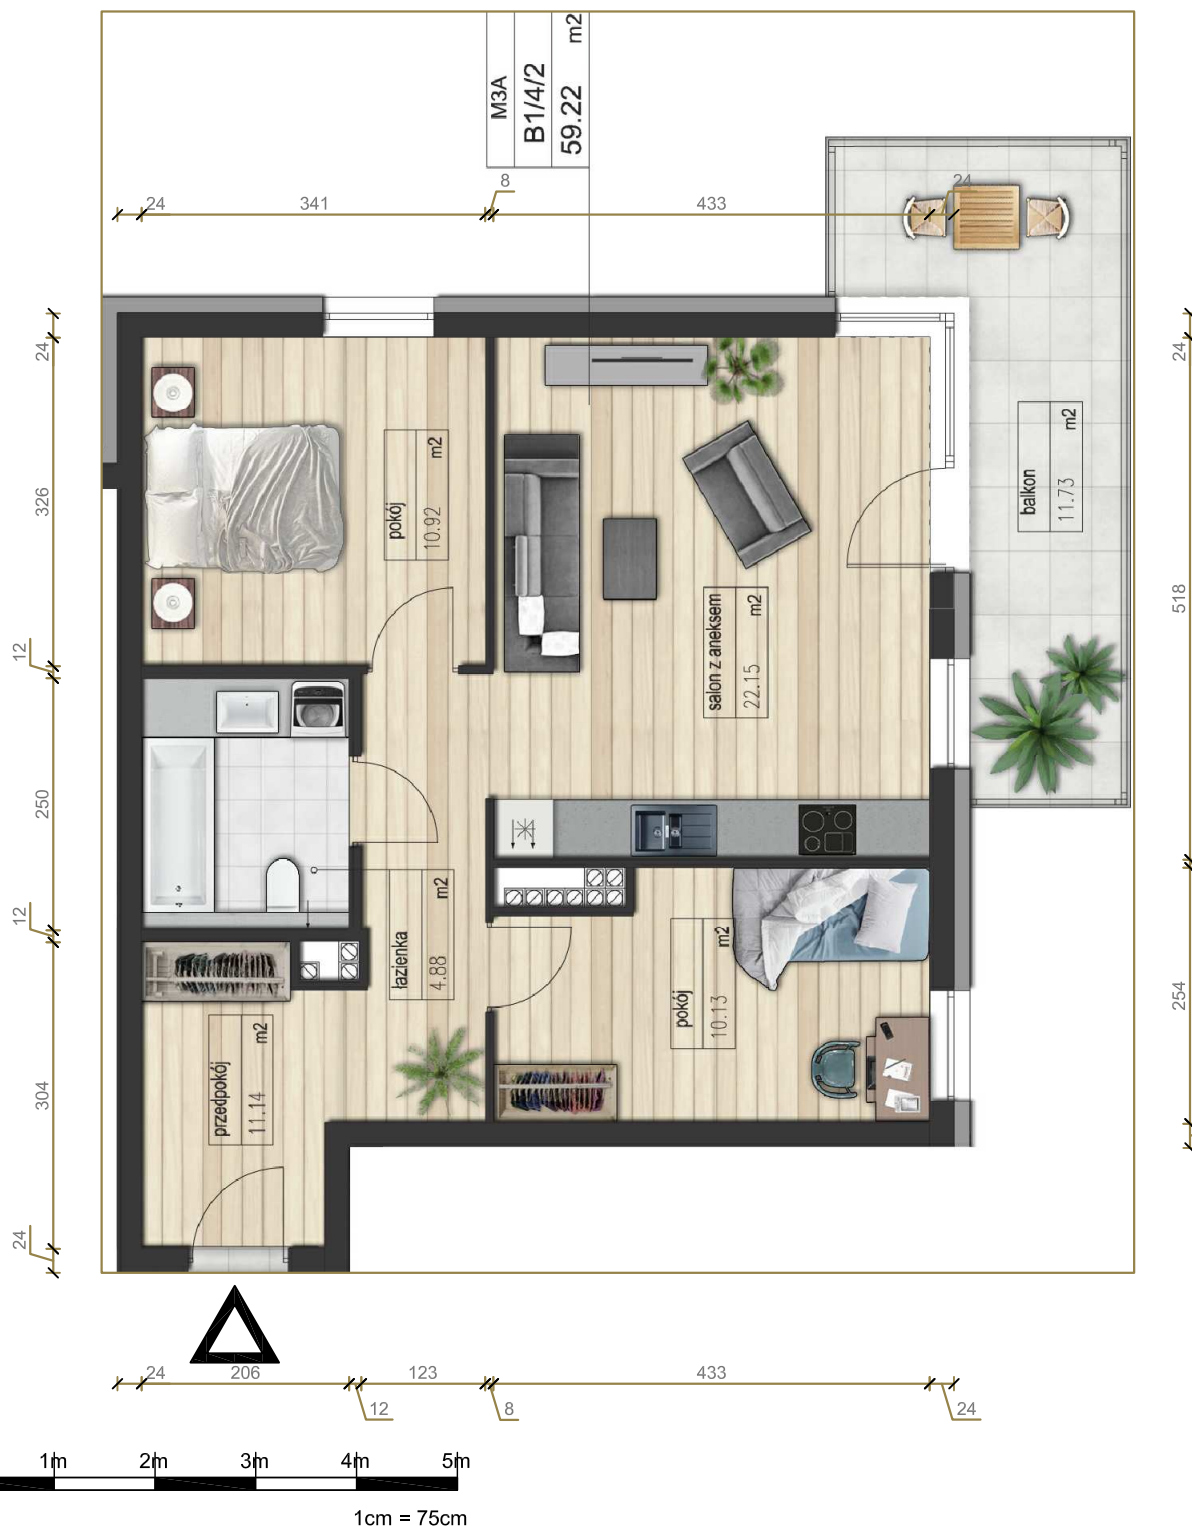 M3A
B1/4/2
59.22 m2
24
341
8
433
24
24
326
12
250
12
304
24
24
518
254
pokój
10.92 m2
salon z aneksem
22.15 m2
balkon
11.73 m2
łazienka
4.88 m2
pokój
10.13 m2
przedpokój
11.14 m2
24
206
12
123
8
433
24
1m 2m 3m 4m 5m
1cm = 75cm